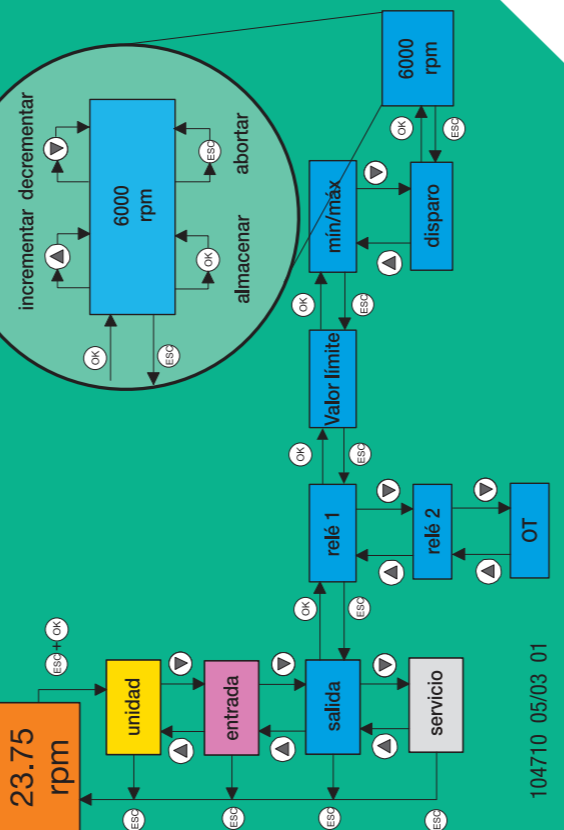 23.75
rpm
ESC + OK
unidad
entrada
salida
servicio
ESC
ESC
ESC
ESC
OK
ESC
relé 1
relé 2
OT
OK
ESC
Valor límite
OK
ESC
min/máx
disparo
OK
ESC
6000
rpm
incrementar decrementar
OK
ESC
6000
rpm
OK
ESC
almacenar
abortar
104710 05/03 01